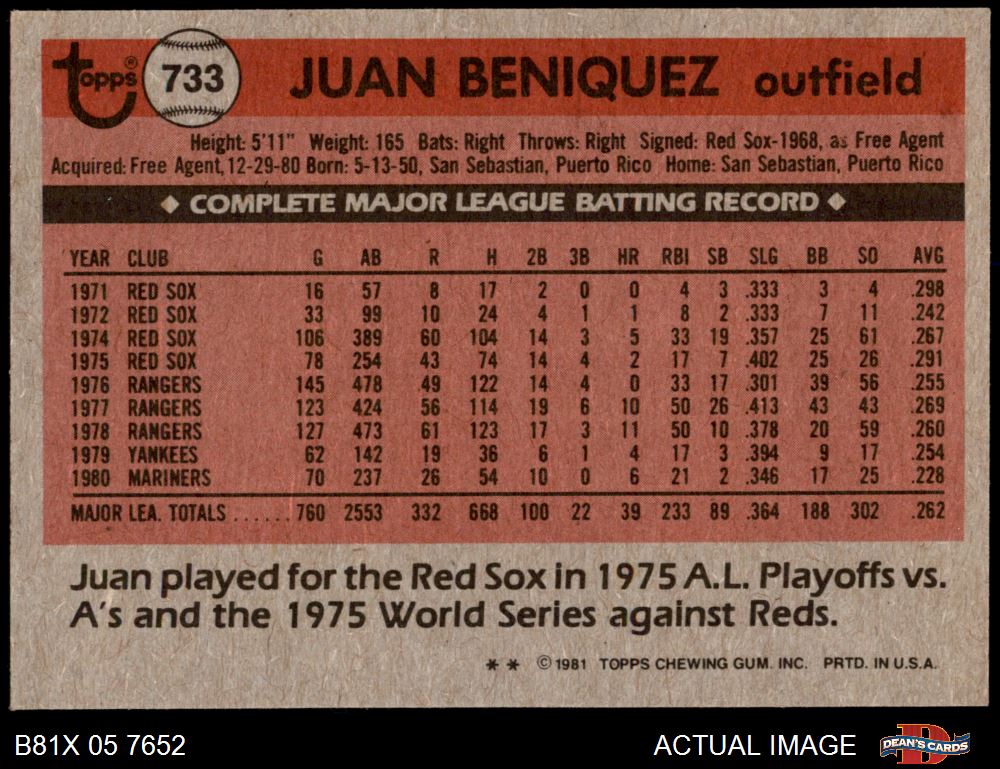 Topps® 733 JUAN BENIQUEZ outfield
Height: 5'11" Weight: 165 Bats: Right Throws: Right Signed: Red Sox-1968, as Free Agent
Acquired: Free Agent, 12-29-80 Born: 5-13-50, San Sebastian, Puerto Rico Home: San Sebastian, Puerto Rico
◆ COMPLETE MAJOR LEAGUE BATTING RECORD ◆
YEAR CLUB G AB R H 2B 3B HR RBI SB SLG BB SO AVG
1971 RED SOX 16 57 8 17 2 0 0 4 3 .333 3 4 .298
1972 RED SOX 33 99 10 24 4 1 1 8 2 .333 7 11 .242
1974 RED SOX 106 389 60 104 14 3 5 33 19 .357 25 61 .267
1975 RED SOX 78 254 43 74 14 4 2 17 7 .402 25 26 .291
1976 RANGERS 145 478 49 122 14 4 0 33 17 .301 39 56 .255
1977 RANGERS 123 424 56 114 19 6 10 50 26 .413 43 43 .269
1978 RANGERS 127 473 61 123 17 3 11 50 10 .378 20 59 .260
1979 YANKEES 62 142 19 36 6 1 4 17 3 .394 9 17 .254
1980 MARINERS 70 237 26 54 10 0 6 21 2 .346 17 25 .228
MAJOR LEA. TOTALS ...... 760 2553 332 668 100 22 39 233 89 .364 188 302 .262
Juan played for the Red Sox in 1975 A.L. Playoffs vs.
A's and the 1975 World Series against Reds.
** ©1981 TOPPS CHEWING GUM. INC. PRTD. IN U.S.A.
B81X 05 7652 ACTUAL IMAGE DEAN'S CARDS